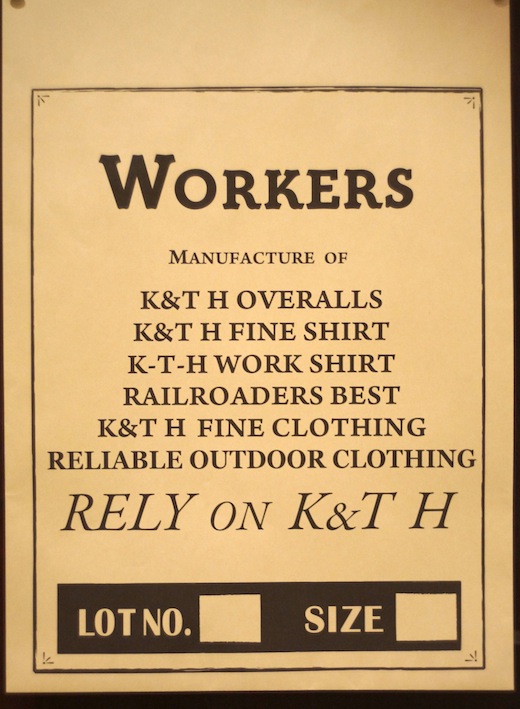 WORKERS
MANUFACTURE OF
K&T H OVERALLS
K&T H FINE SHIRT
K-T-H WORK SHIRT
RAILROADERS BEST
K&T H FINE CLOTHING
RELIABLE OUTDOOR CLOTHING
RELY ON K&T H
LOT NO. SIZE